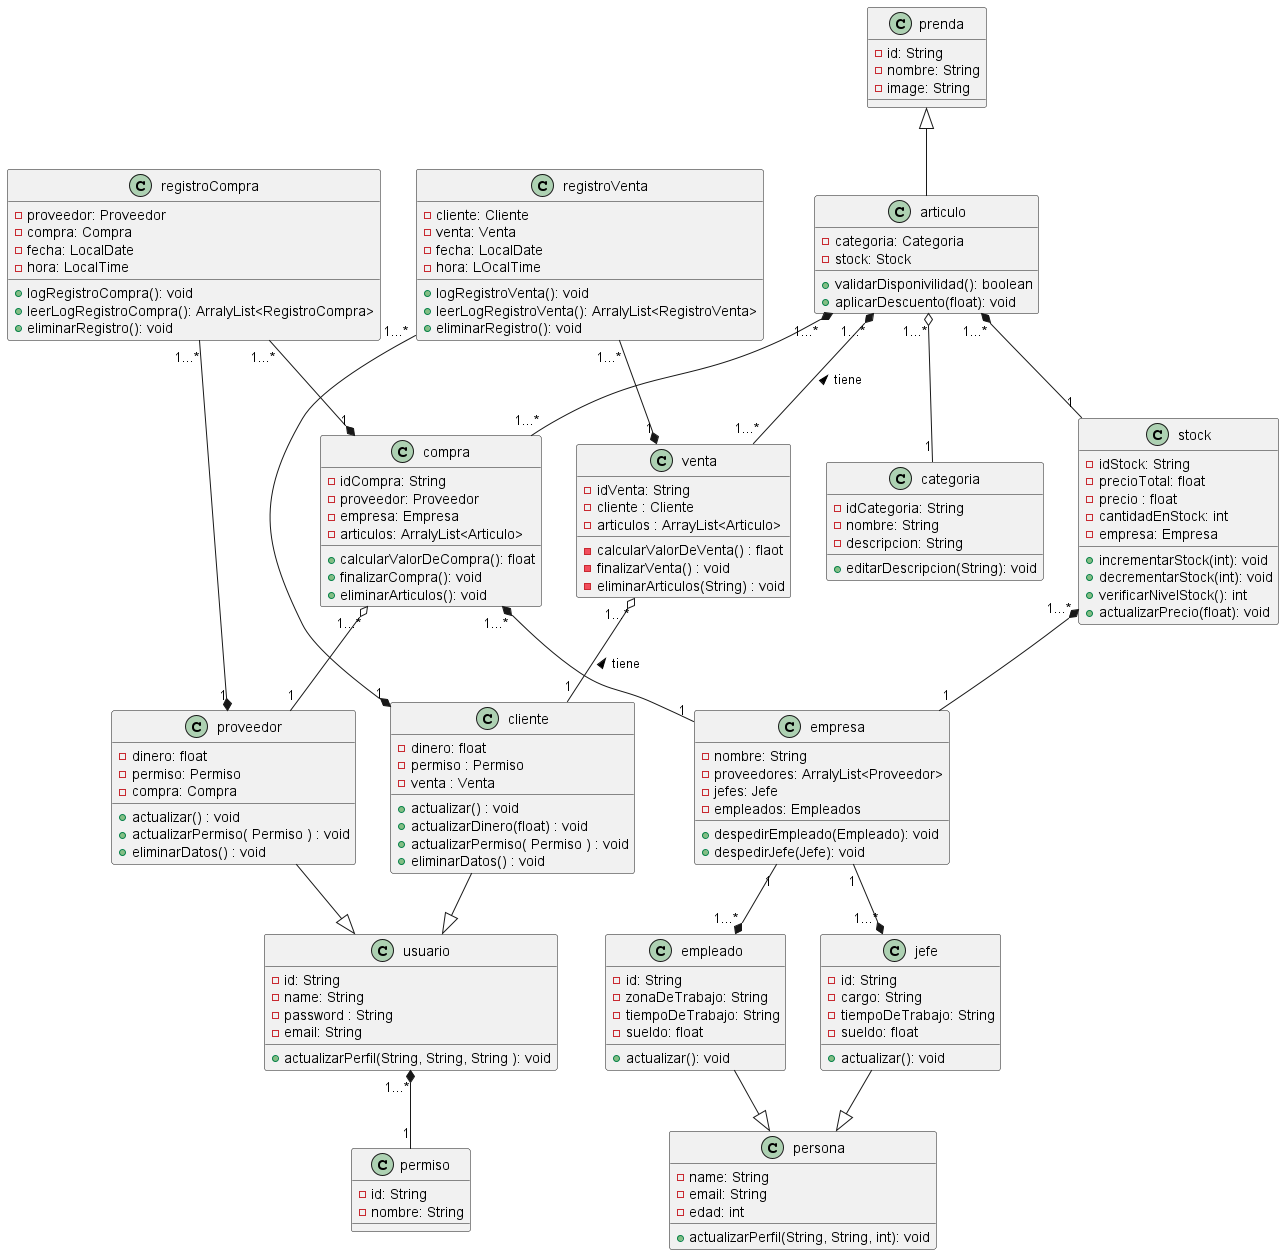 C prenda
id: String
nombre: String
image: String
C registroCompra
proveedor: Proveedor
compra: Compra
fecha: LocalDate
hora: LocalTime
logRegistroCompra(): void
leerLogRegistroCompra(): ArralyList<RegistroCompra>
eliminarRegistro(): void
C registroVenta
cliente: Cliente
venta: Venta
fecha: LocalDate
hora: LOcalTime
logRegistroVenta(): void
leerLogRegistroVenta(): ArralyList<RegistroVenta>
eliminarRegistro(): void
C articulo
categoria: Categoria
stock: Stock
validarDisponivilidad(): boolean
aplicarDescuento(float): void
1...*
1...*
1...*
1...*
1...*
1...*
1...*
1...*
tiene
1
1...*
1
1...*
1
1
C compra
idCompra: String
proveedor: Proveedor
empresa: Empresa
articulos: ArralyList<Articulo>
calcularValorDeCompra(): float
finalizarCompra(): void
eliminarArticulos(): void
C venta
idVenta: String
cliente : Cliente
articulos : ArrayList<Articulo>
calcularValorDeVenta() : flaot
finalizarVenta() : void
eliminarArticulos(String) : void
C categoria
idCategoria: String
nombre: String
descripcion: String
editarDescripcion(String): void
C stock
idStock: String
precioTotal: float
precio : float
cantidadEnStock: int
empresa: Empresa
incrementarStock(int): void
decrementarStock(int): void
verificarNivelStock(): int
actualizarPrecio(float): void
1...*
1...*
1...*
1...*
tiene
1
1
1
1
1
1
C proveedor
dinero: float
permiso: Permiso
compra: Compra
actualizar() : void
actualizarPermiso( Permiso ) : void
eliminarDatos() : void
C cliente
dinero: float
permiso : Permiso
venta : Venta
actualizar() : void
actualizarDinero(float) : void
actualizarPermiso( Permiso ) : void
eliminarDatos() : void
C empresa
nombre: String
proveedores: ArralyList<Proveedor>
jefes: Jefe
empleados: Empleados
despedirEmpleado(Empleado): void
despedirJefe(Jefe): void
1
1
1...*
1...*
C usuario
id: String
name: String
password : String
email: String
actualizarPerfil(String, String, String ): void
C empleado
id: String
zonaDeTrabajo: String
tiempoDeTrabajo: String
sueldo: float
actualizar(): void
C jefe
id: String
cargo: String
tiempoDeTrabajo: String
sueldo: float
actualizar(): void
1...*
1
C permiso
id: String
nombre: String
C persona
name: String
email: String
edad: int
actualizarPerfil(String, String, int): void